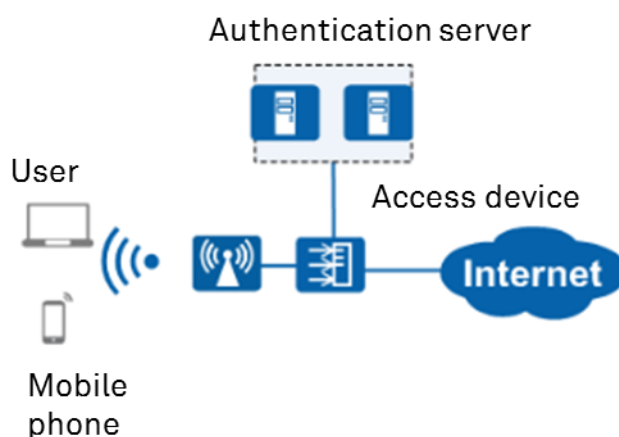 Authentication server
User
Access device
Internet
Mobile
phone